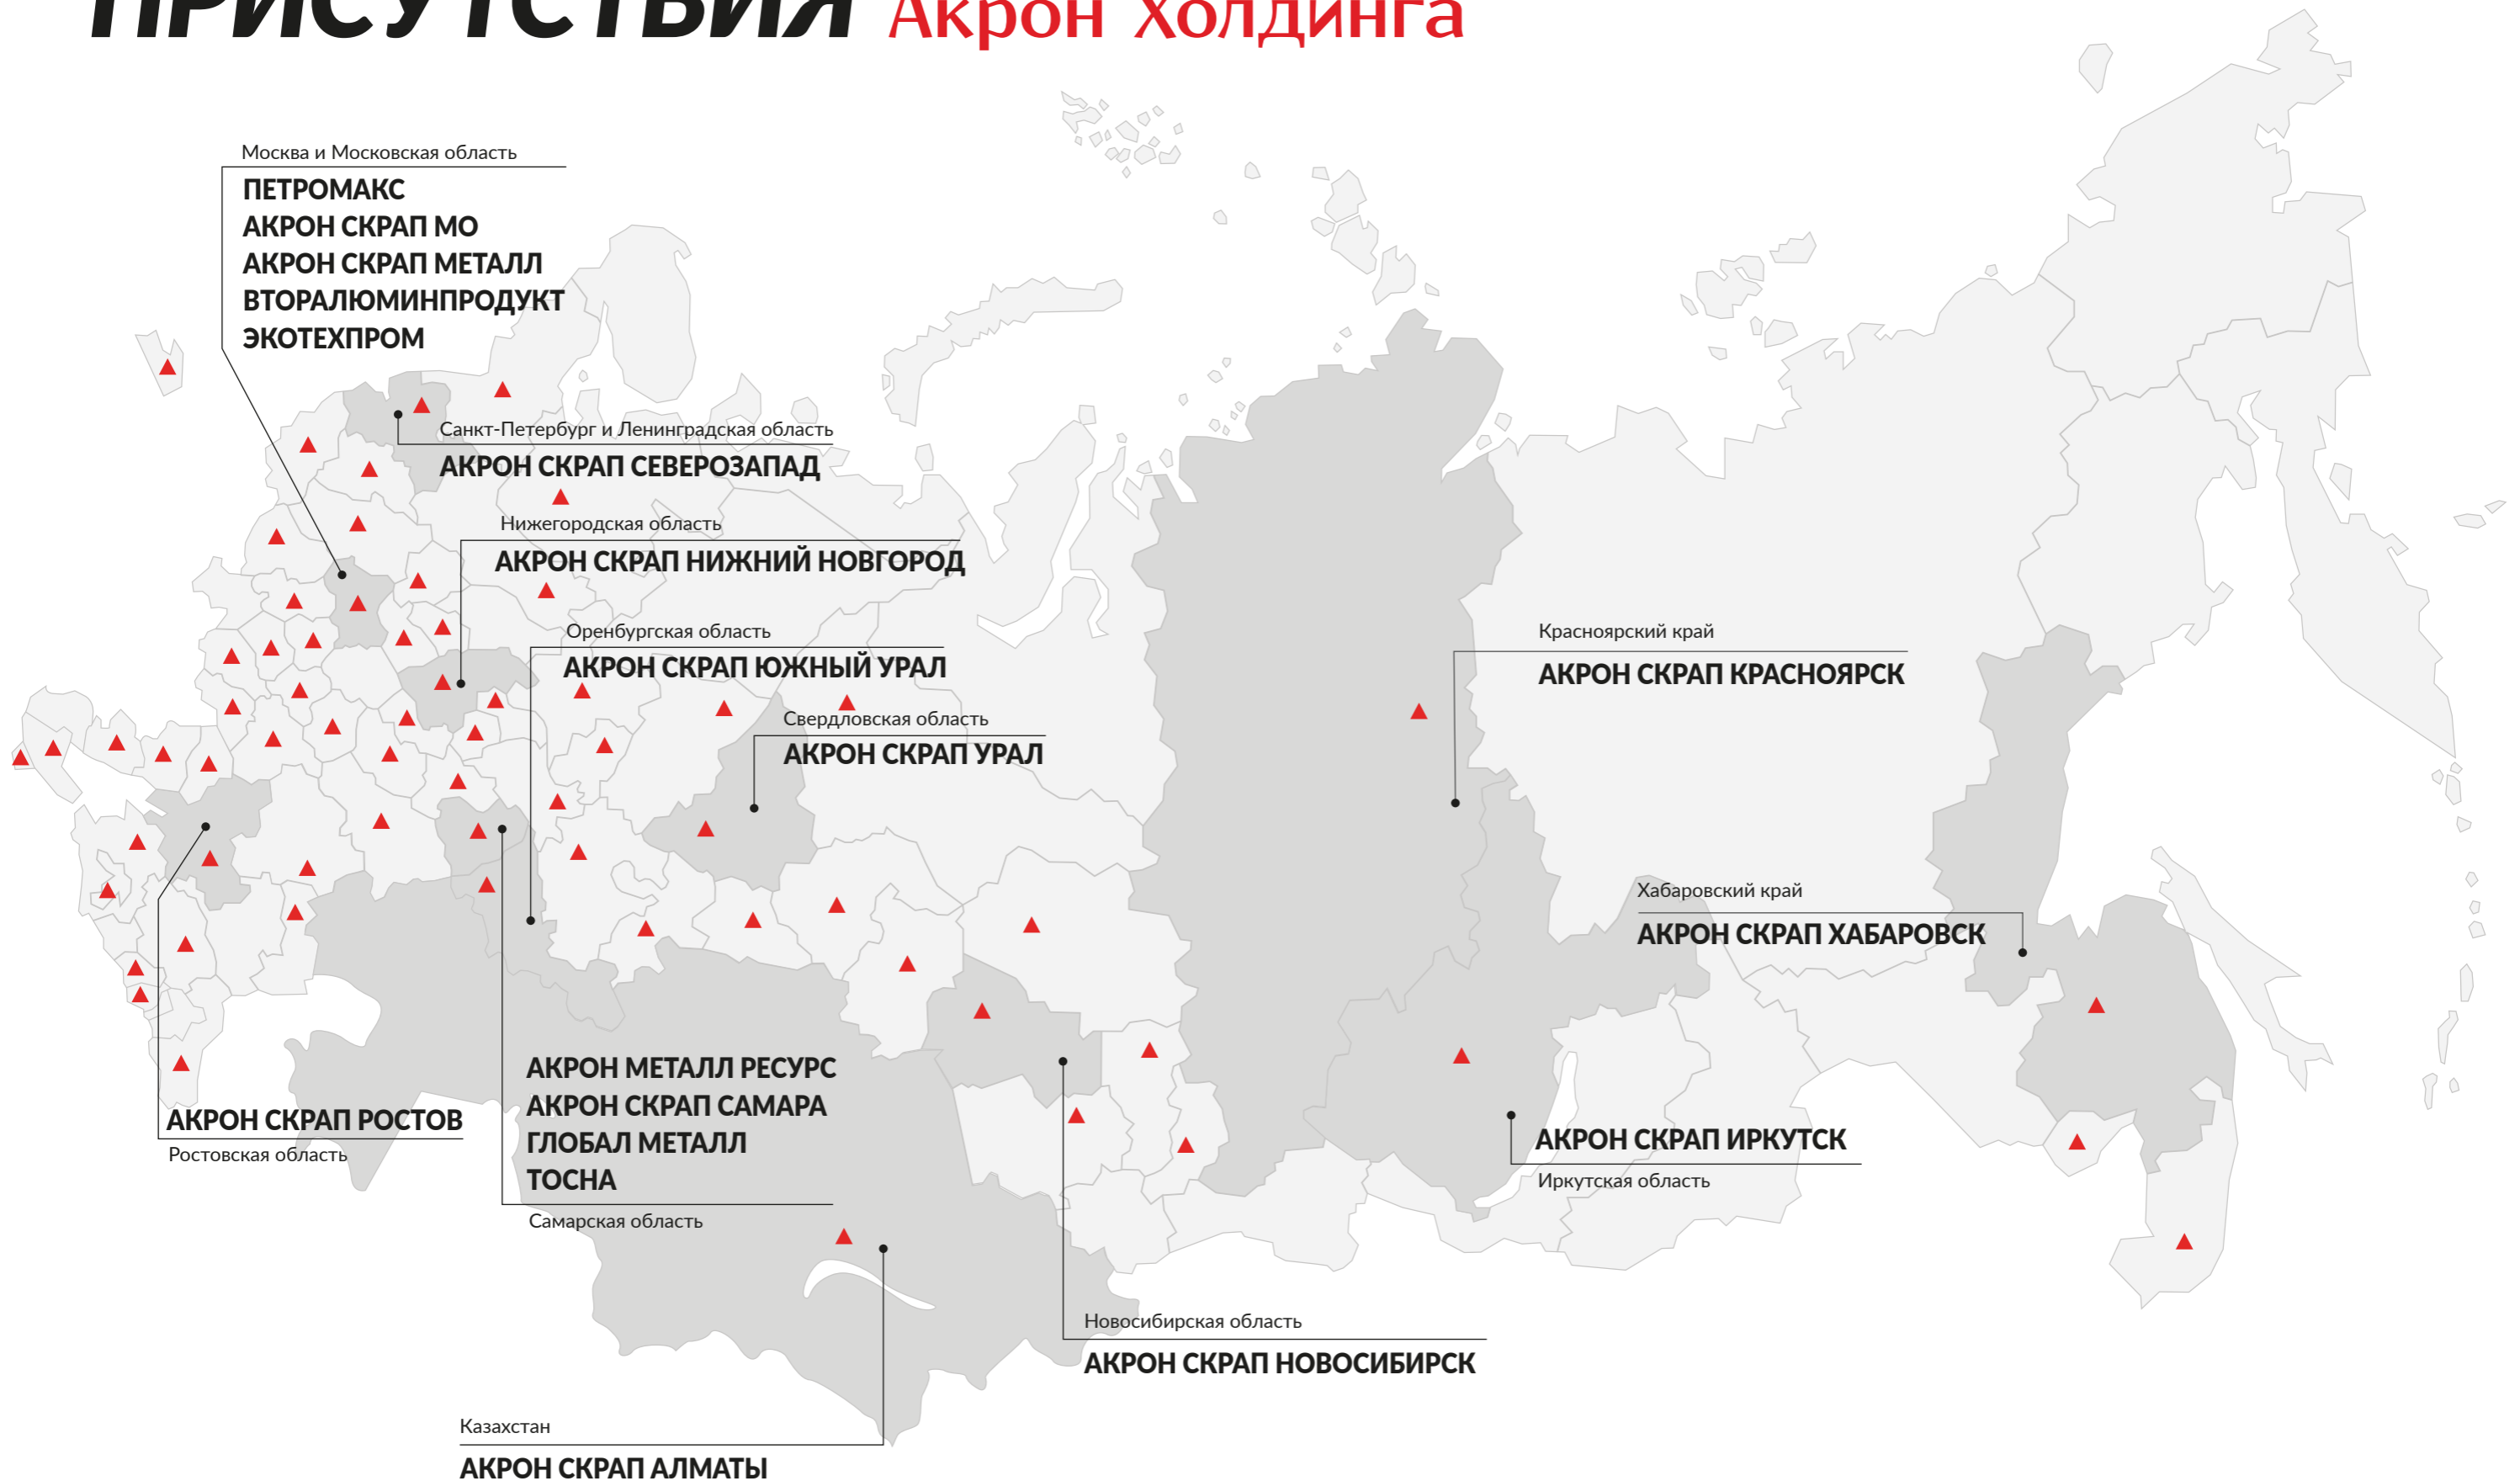 ПРИСУТСТВИЯ Акрон Холдинга
Москва и Московская область
ПЕТРОМАКС
АКРОН СКРАП МО
АКРОН СКРАП МЕТАЛЛ
ВТОРАЛЮМИНПРОДУКТ
ЭКОТЕХПРОМ
Санкт-Петербург и Ленинградская область
АКРОН СКРАП СЕВЕРОЗАПАД
Нижегородская область
АКРОН СКРАП НИЖНИЙ НОВГОРОД
Оренбургская область
АКРОН СКРАП ЮЖНЫЙ УРАЛ
Свердловская область
АКРОН СКРАП УРАЛ
Красноярский край
АКРОН СКРАП КРАСНОЯРСК
Хабаровский край
АКРОН СКРАП ХАБАРОВСК
АКРОН СКРАП РОСТОВ
Ростовская область
АКРОН МЕТАЛЛ РЕСУРС
АКРОН СКРАП САМАРА
ГЛОБАЛ МЕТАЛЛ
ТОСНА
Самарская область
АКРОН СКРАП ИРКУТСК
Иркутская область
Новосибирская область
АКРОН СКРАП НОВОСИБИРСК
Казахстан
АКРОН СКРАП АЛМАТЫ